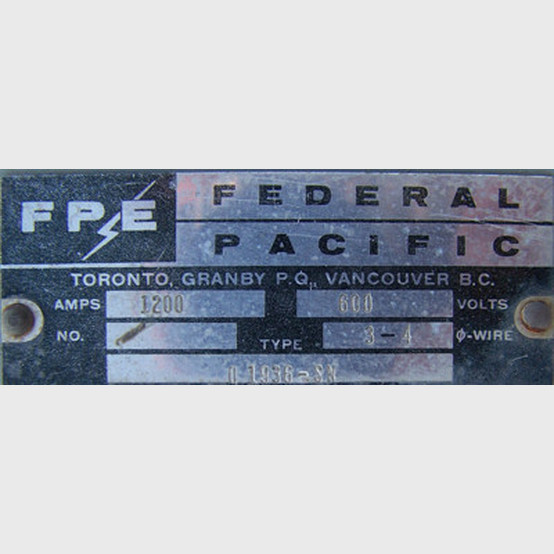 FPE FEDERAL
PACIFIC
TORONTO, GRANBY P.Q., VANCOUVER B.C.
AMPS 1200 600 VOLTS
NO. 3-4 Φ-WIRE
TYPE